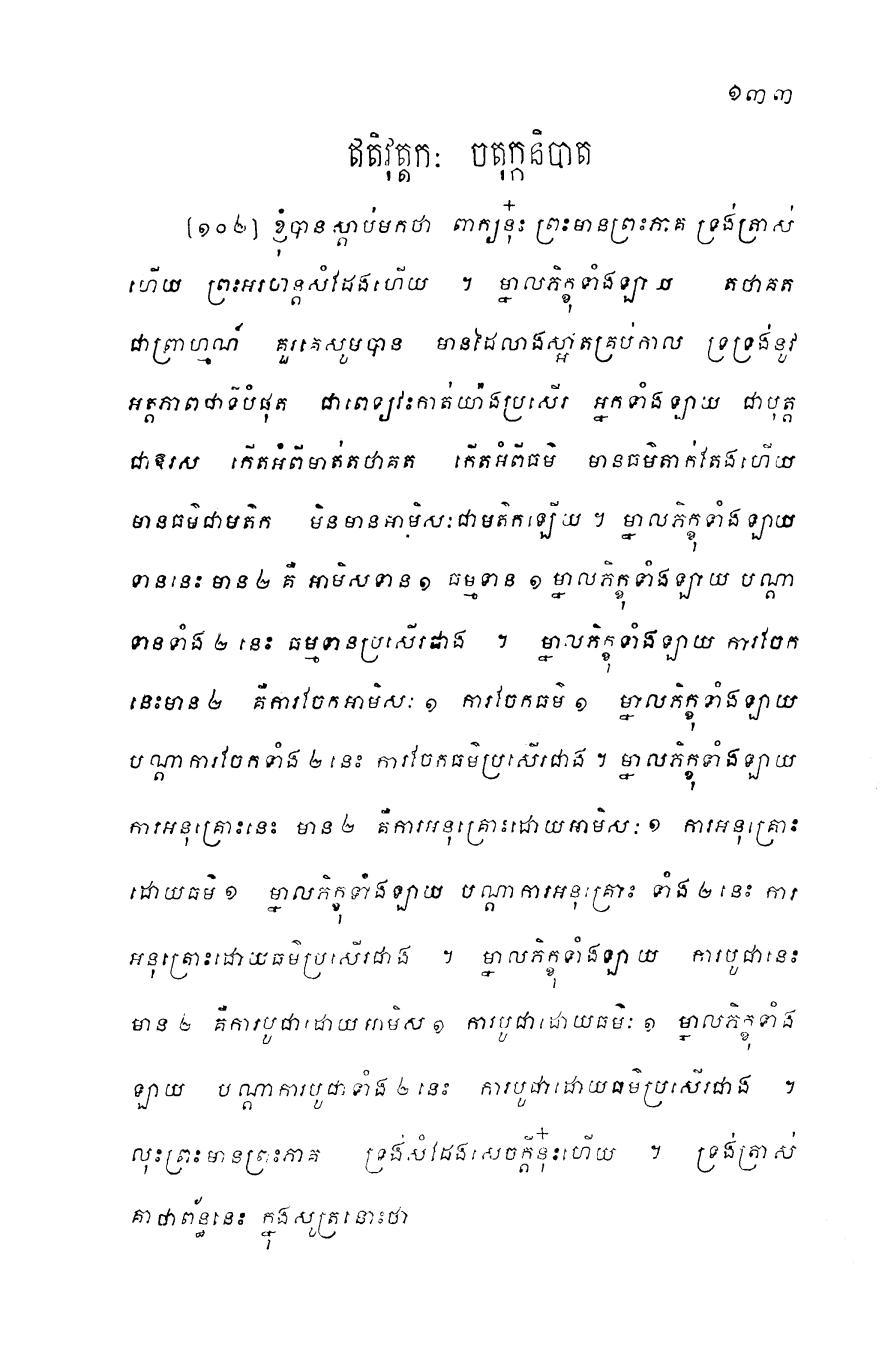 ១៣៣
ឥតិវុត្តកៈ ចតុក្កនិបាត
[១០៤] ខ្ញុំបានស្តាប់មកថា ពាក្យនុ៎ះ ព្រះមានព្រះភាគ ទ្រង់ត្រាស់
ហើយ ព្រះអរហន្តសំដែងហើយ ។ ម្នាលភិក្ខុទាំងឡាយ តថាគត
ជាព្រាហ្មណ៍ គួរគេសូមបាន មានដៃលាងស្អាតគ្រប់កាល ទ្រទ្រង់នូវ
អត្តភាពជាទីបំផុត ជាពេទ្យវះកាត់យ៉ាងប្រសើរ អ្នកទាំងឡាយ ជាបុត្ត
ជាឱរស កើតអំពីមាត់តថាគត កើតអំពីធម៌ មានធម៌តាក់តែងហើយ
មានធម៌ជាមតិក មិនមានអាមិសៈជាមតិកឡើយ ។ ម្នាលភិក្ខុទាំងឡាយ
ទាននេះ មាន ២ គឺ អាមិសទាន ១ ធម្មទាន ១ ម្នាលភិក្ខុទាំងឡាយ បណ្តា
ទានទាំង ២ នេះ ធម្មទានប្រសើរជាង ។ ម្នាលភិក្ខុទាំងឡាយ ការចែក
នេះមាន ២ គឺការចែកអាមិសៈ ១ ការចែកធម៌ ១ ម្នាលភិក្ខុទាំងឡាយ
បណ្តាការចែកទាំង ២ នេះ ការចែកធម៌ប្រសើរជាង ។ ម្នាលភិក្ខុទាំងឡាយ
ការអនុគ្រោះនេះ មាន ២ គឺការអនុគ្រោះដោយអាមិសៈ ១ ការអនុគ្រោះ
ដោយធម៌ ១ ម្នាលភិក្ខុទាំងឡាយ បណ្តាការអនុគ្រោះ ទាំង ២ នេះ ការ
អនុគ្រោះដោយធម៌ប្រសើរជាង ។ ម្នាលភិក្ខុទាំងឡាយ ការបូជានេះ
មាន ២ គឺការបូជាដោយអាមិស ១ ការបូជាដោយធម៌ៈ ១ ម្នាលភិក្ខុទាំង
ឡាយ បណ្តាការបូជាទាំង ២ នេះ ការបូជាដោយធម៌ប្រសើរជាង ។
លុះព្រះមានព្រះភាគ ទ្រង់សំដែងសេចក្តីនុ៎ះហើយ ។ ទ្រង់ត្រាស់
គាថាព័ន្ធនេះ ក្នុងសូត្រនោះថា